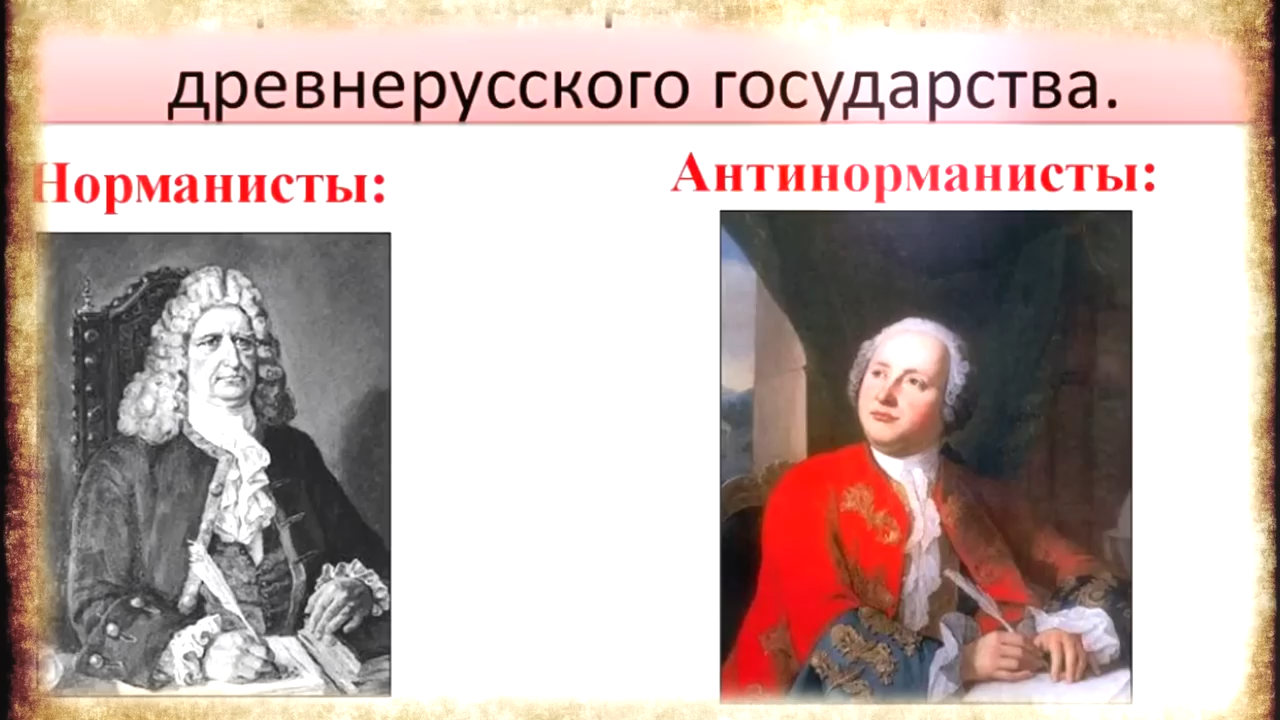 древнерусского государства.
Норманисты:
Антинорманисты: